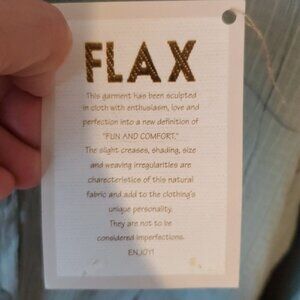 FLAX
This garment has been sculpted
in cloth with enthusiasm, love and
perfection into a new definition of
"FUN AND COMFORT."
The slight creases, shading, size
and weaving irregularities are
charecteristics of this natural
fabric and add to the clothing's
unique personality.
They are not to be
considered imperfections.
ENJOY!